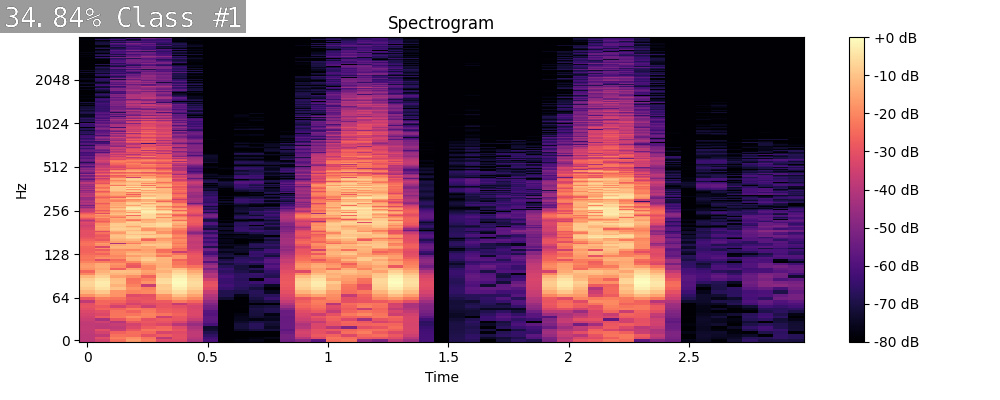 34.84% Class #1
Spectrogram
Hz
2048
1024
512
256
128
64
0
0
0.5
1
1.5
2
2.5
Time
+0 dB
-10 dB
-20 dB
-30 dB
-40 dB
-50 dB
-60 dB
-70 dB
-80 dB